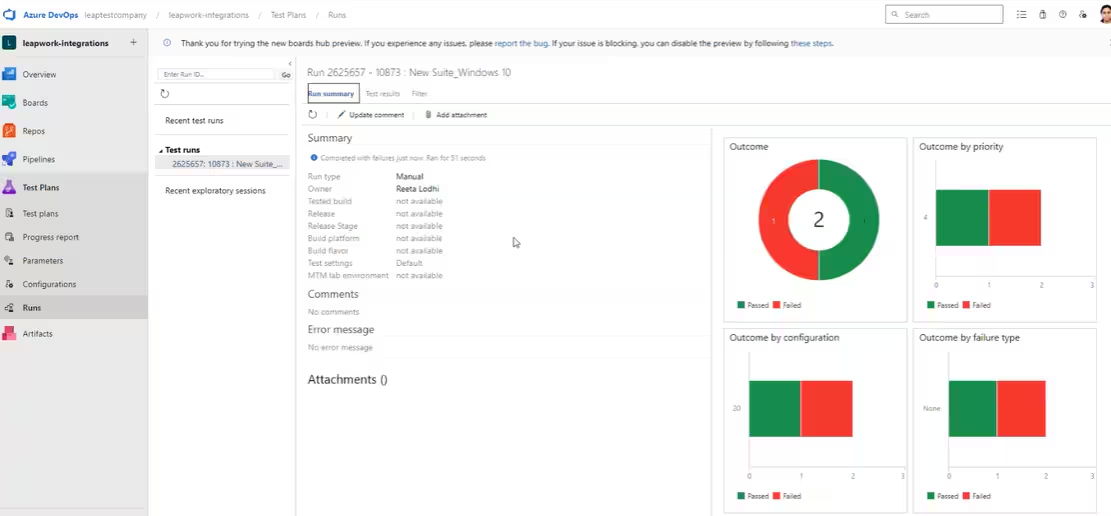 Azure DevOps leaptestcompany / leapwork-integrations / Test Plans / Runs
Search
L leapwork-integrations +
Thank you for trying the new boards hub preview. If you experience any issues, please report the bug. If your issue is blocking, you can disable the preview by following these steps.
Overview
Boards
Repos
Pipelines
Test Plans
Test plans
Progress report
Parameters
Configurations
Runs
Artifacts
Enter Run ID... Go
Recent test runs
Test runs
2625657: 10873 : New Suite_...
Recent exploratory sessions
Run 2625657 - 10873 : New Suite_Windows 10
Run summary Test results Filter
Update comment Add attachment
Summary
Completed with failures just now. Ran for 51 seconds
Run type Manual
Owner Reeta Lodhi
Tested build not available
Release not available
Release Stage not available
Build platform not available
Build flavor not available
Test settings Default
MTM lab environment not available
Comments
No comments
Error message
No error message
Attachments ()
Outcome
1 2 1
Passed Failed
Outcome by priority
4
0 1 2 3
Passed Failed
Outcome by configuration
20
0 1 2 3
Passed Failed
Outcome by failure type
None
0 1 2 3
Passed Failed